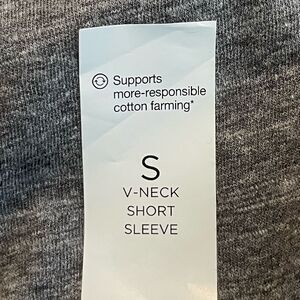 Supports
more-responsible
cotton farming*
S
V-NECK
SHORT
SLEEVE